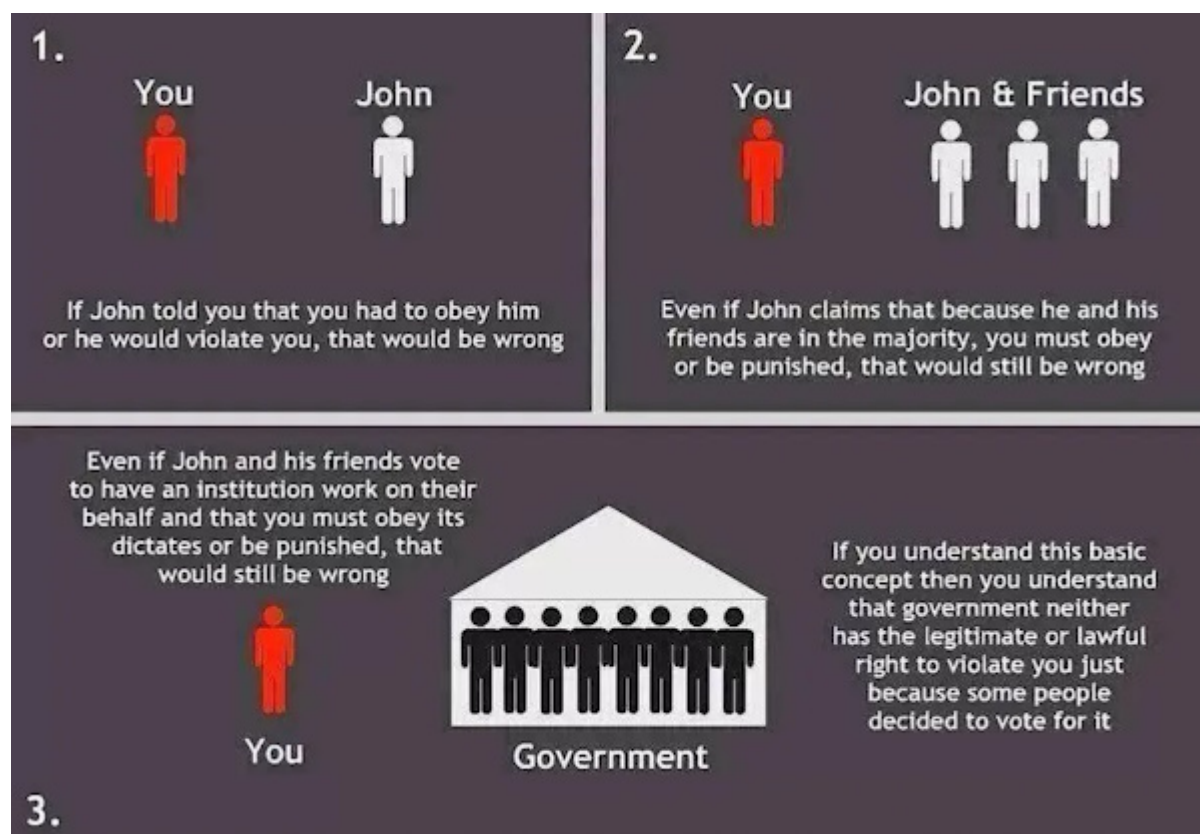 1.
You
John
If John told you that you had to obey him
or he would violate you, that would be wrong
2.
You
John & Friends
Even if John claims that because he and his
friends are in the majority, you must obey
or be punished, that would still be wrong
Even if John and his friends vote
to have an institution work on their
behalf and that you must obey its
dictates or be punished, that
would still be wrong
You
Government
If you understand this basic
concept then you understand
that government neither
has the legitimate or lawful
right to violate you just
because some people
decided to vote for it
3.